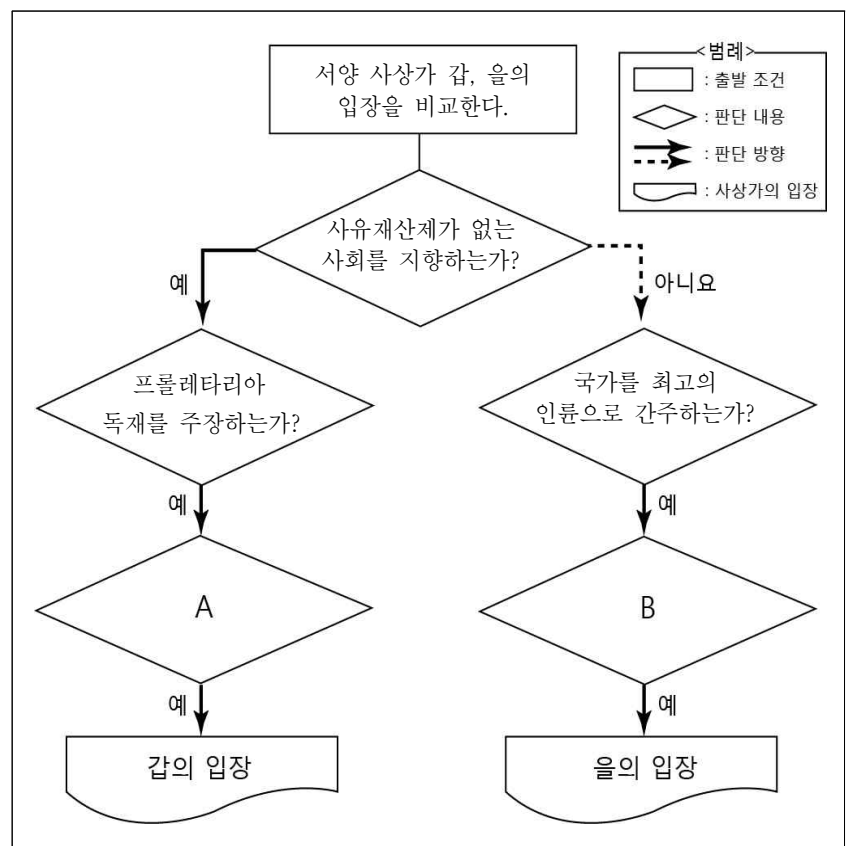 서양 사상가 갑, 을의
입장을 비교한다.
<범례>
: 출발 조건
: 판단 내용
: 판단 방향
: 사상가의 입장
사유재산제가 없는
사회를 지향하는가?
예
아니요
프롤레타리아
독재를 주장하는가?
국가를 최고의
인륜으로 간주하는가?
예
예
A
B
예
예
갑의 입장
을의 입장